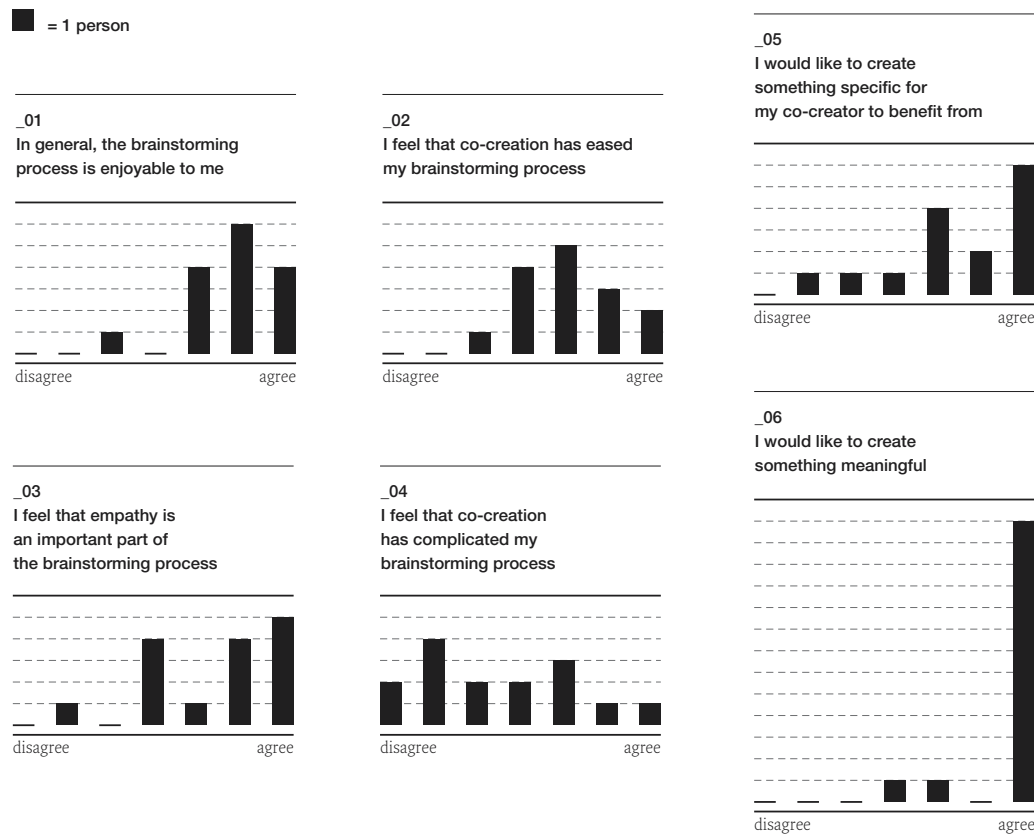 = 1 person
_01
In general, the brainstorming
process is enjoyable to me
disagree
agree
_02
I feel that co-creation has eased
my brainstorming process
disagree
agree
_03
I feel that empathy is
an important part of
the brainstorming process
disagree
agree
_04
I feel that co-creation
has complicated my
brainstorming process
disagree
agree
_05
I would like to create
something specific for
my co-creator to benefit from
disagree
agree
_06
I would like to create
something meaningful
disagree
agree